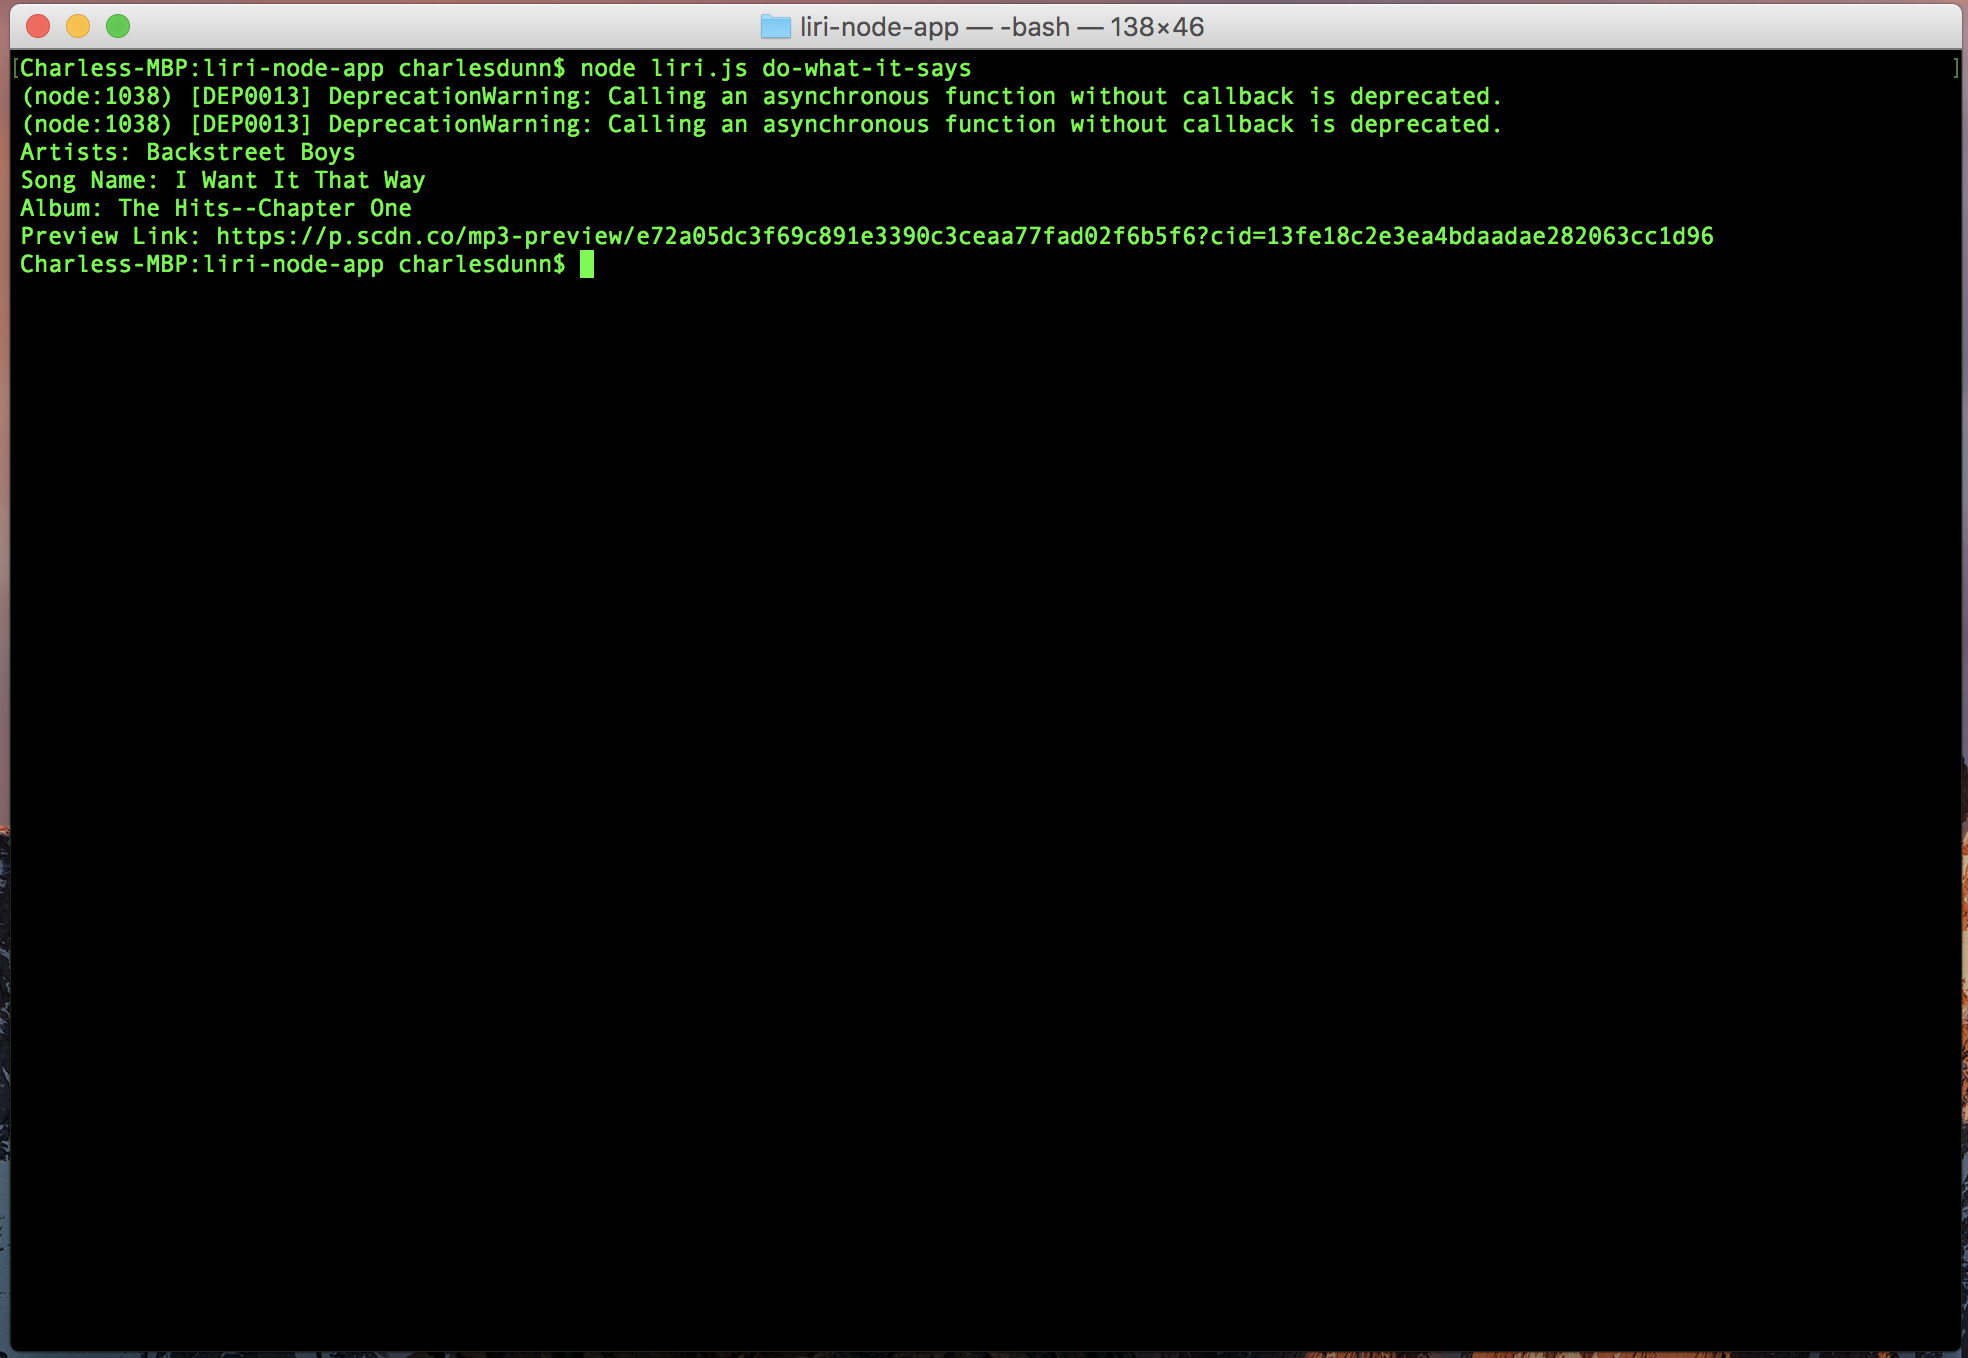 liri-node-app — -bash — 138×46
[Charless-MBP:liri-node-app charlesdunn$ node liri.js do-what-it-says ]
(node:1038) [DEP0013] DeprecationWarning: Calling an asynchronous function without callback is deprecated.
(node:1038) [DEP0013] DeprecationWarning: Calling an asynchronous function without callback is deprecated.
Artists: Backstreet Boys
Song Name: I Want It That Way
Album: The Hits--Chapter One
Preview Link: https://p.scdn.co/mp3-preview/e72a05dc3f69c891e3390c3ceaa77fad02f6b5f6?cid=13fe18c2e3ea4bdaadae282063cc1d96
Charless-MBP:liri-node-app charlesdunn$